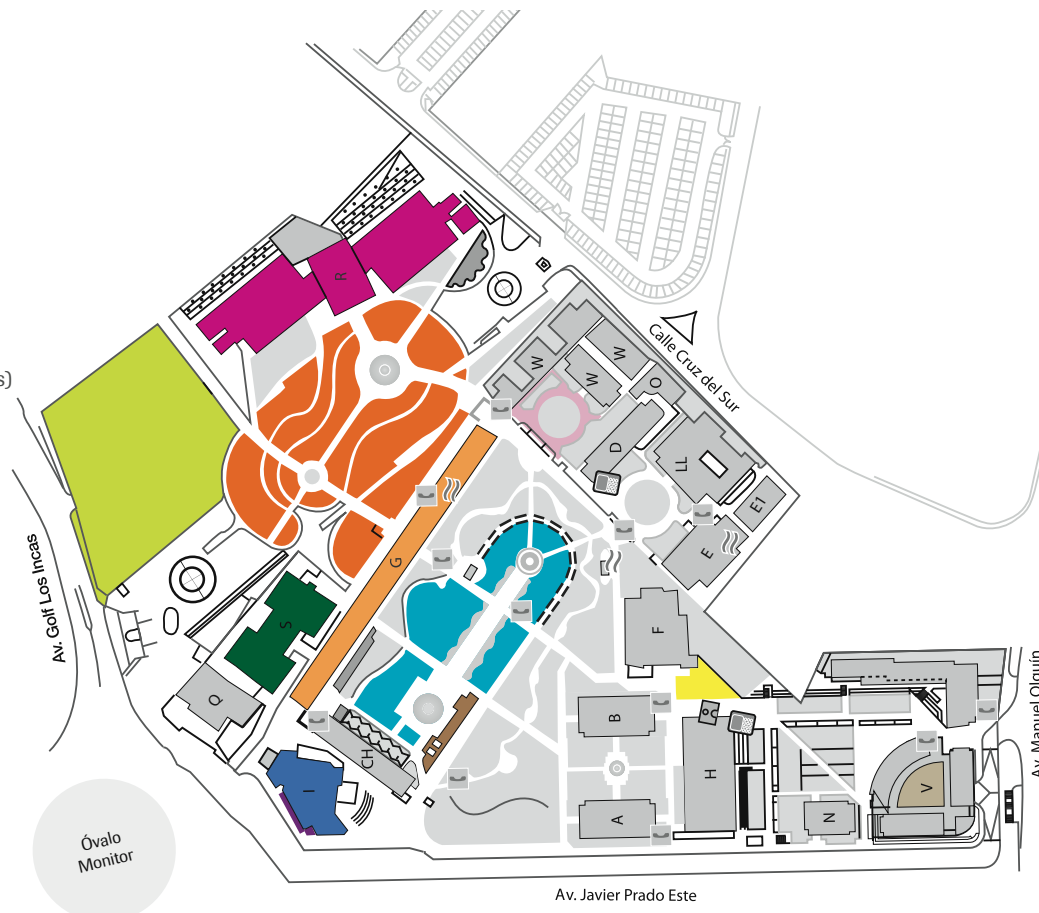 R
Calle Cruz del Sur
W
W
W
O
s)
D
LL
E1
E
G
Av. Golf Los Incas
S
F
Q
B
CH
H
I
V
N
A
Av. Manuel Olguín
Óvalo
Monitor
Av. Javier Prado Este